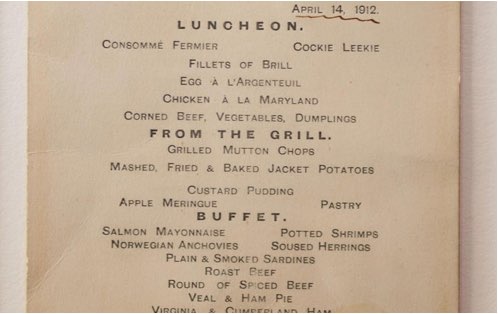 APRIL 14, 1912.
LUNCHEON.
CONSOMMÉ FERMIER COCKIE LEEKIE
FILLETS OF BRILL
EGG À L'ARGENTEUIL
CHICKEN À LA MARYLAND
CORNED BEEF, VEGETABLES, DUMPLINGS
FROM THE GRILL.
GRILLED MUTTON CHOPS
MASHED, FRIED & BAKED JACKET POTATOES
CUSTARD PUDDING
APPLE MERINGUE PASTRY
BUFFET.
SALMON MAYONNAISE POTTED SHRIMPS
NORWEGIAN ANCHOVIES SOUSED HERRINGS
PLAIN & SMOKED SARDINES
ROAST BEEF
ROUND OF SPICED BEEF
VEAL & HAM PIE
VIRGINIA & CUMBERLAND HAM